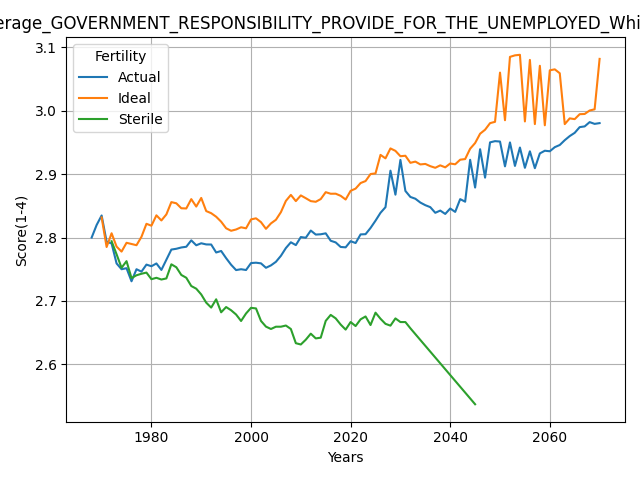 erage_GOVERNMENT_RESPONSIBILITY_PROVIDE_FOR_THE_UNEMPLOYED_Whi
Fertility
Actual
Ideal
Sterile
Score(1-4)
3.1
3.0
2.9
2.8
2.7
2.6
1980 2000 2020 2040 2060
Years